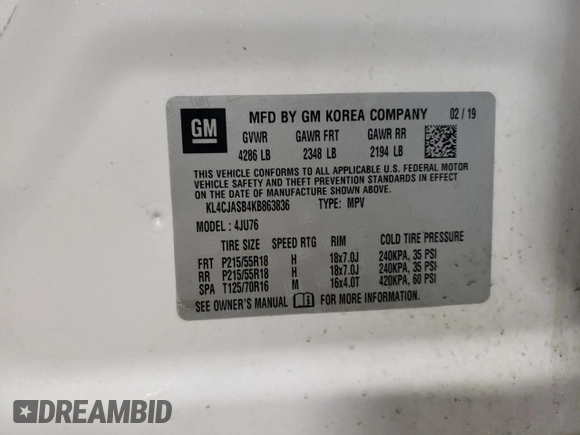 GM
MFD BY GM KOREA COMPANY 02 / 19
GVWR GAWR FRT GAWR RR
4286 LB 2348 LB 2194 LB
THIS VEHICLE CONFORMS TO ALL APPLICABLE U.S. FEDERAL MOTOR
VEHICLE SAFETY AND THEFT PREVENTION STANDARDS IN EFFECT
ON THE DATE OF MANUFACTURE SHOWN ABOVE.
KL4CJASB4KB863836 TYPE: MPV
MODEL : 4JU76
TIRE SIZE SPEED RTG RIM COLD TIRE PRESSURE
FRT P215/55R18 H 18x7.0J 240KPA, 35 PSI
RR P215/55R18 H 18x7.0J 240KPA, 35 PSI
SPA T125/70R16 M 16x4.0T 420KPA, 60 PSI
SEE OWNER'S MANUAL FOR MORE INFORMATION.
DREAMBID